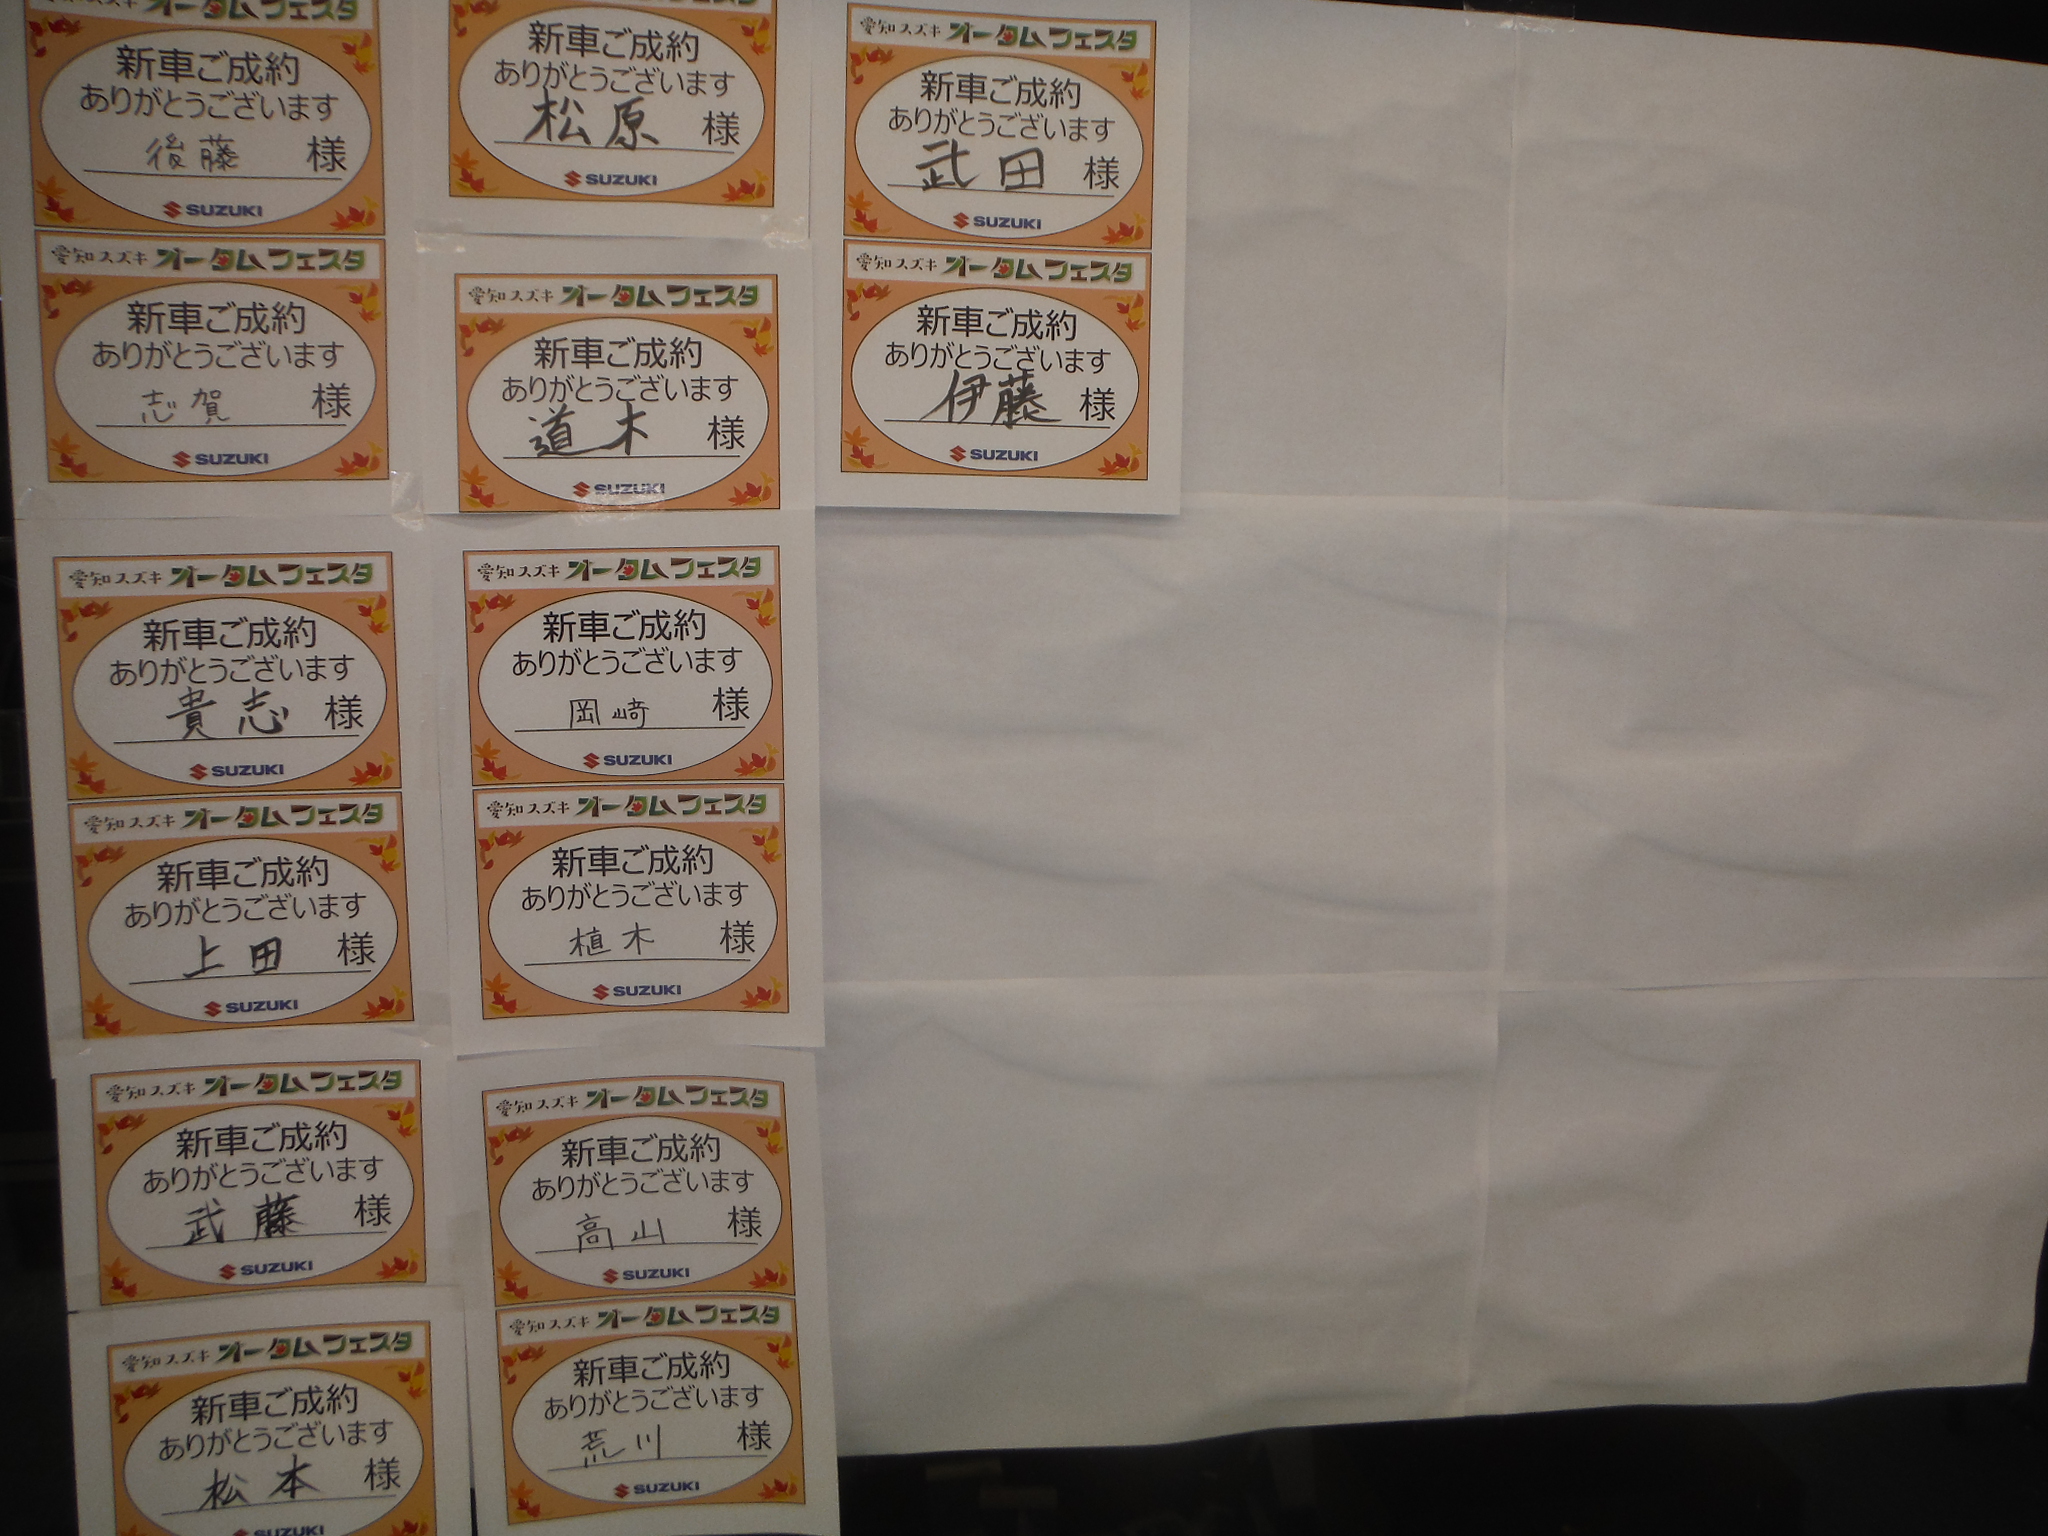 新車ご成約
ありがとうございます
後藤 様
SUZUKI
愛知スズキ オータムフェスタ
新車ご成約
ありがとうございます
志賀 様
SUZUKI
愛知スズキ オータムフェスタ
新車ご成約
ありがとうございます
貴志 様
SUZUKI
愛知スズキ オータムフェスタ
新車ご成約
ありがとうございます
上田 様
SUZUKI
愛知スズキ オータムフェスタ
新車ご成約
ありがとうございます
武藤 様
SUZUKI
愛知スズキ オータムフェスタ
新車ご成約
ありがとうございます
松本 様
SUZUKI
新車ご成約
ありがとうございます
松原 様
SUZUKI
愛知スズキ オータムフェスタ
新車ご成約
ありがとうございます
道木 様
SUZUKI
愛知スズキ オータムフェスタ
新車ご成約
ありがとうございます
岡崎 様
SUZUKI
愛知スズキ オータムフェスタ
新車ご成約
ありがとうございます
植木 様
SUZUKI
愛知スズキ オータムフェスタ
新車ご成約
ありがとうございます
高山 様
SUZUKI
愛知スズキ オータムフェスタ
新車ご成約
ありがとうございます
荒川 様
SUZUKI
愛知スズキ オータムフェスタ
新車ご成約
ありがとうございます
武田 様
SUZUKI
愛知スズキ オータムフェスタ
新車ご成約
ありがとうございます
伊藤 様
SUZUKI